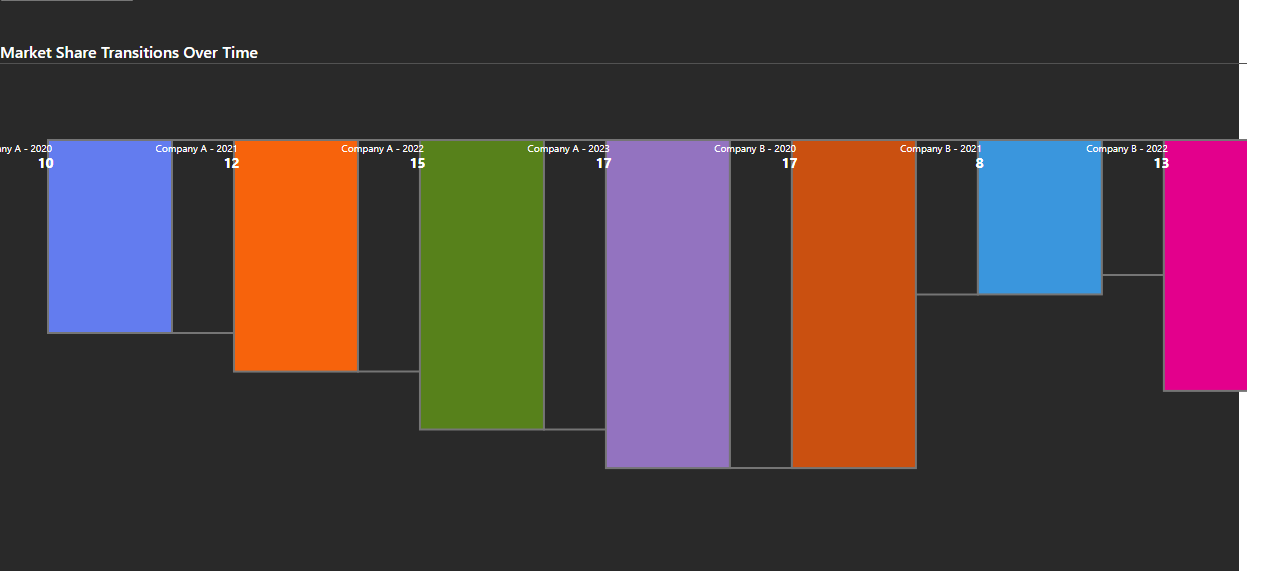 Market Share Transitions Over Time
ny A - 2020
10
Company A - 2021
12
Company A - 2022
15
Company A - 2023
17
Company B - 2020
17
Company B - 2021
8
Company B - 2022
13